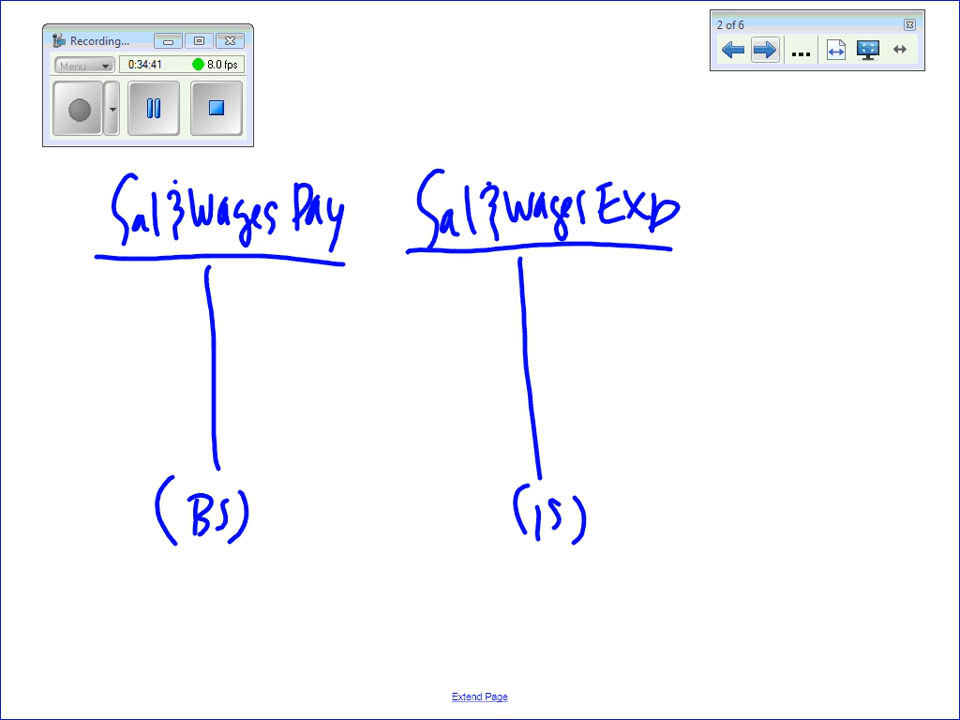 Recording...
2 of 6
Menu
0:34:41
8.0 fps
...
Sal & Wages Pay
Sal & Wages Exp
(BS)
(IS)
Extend Page